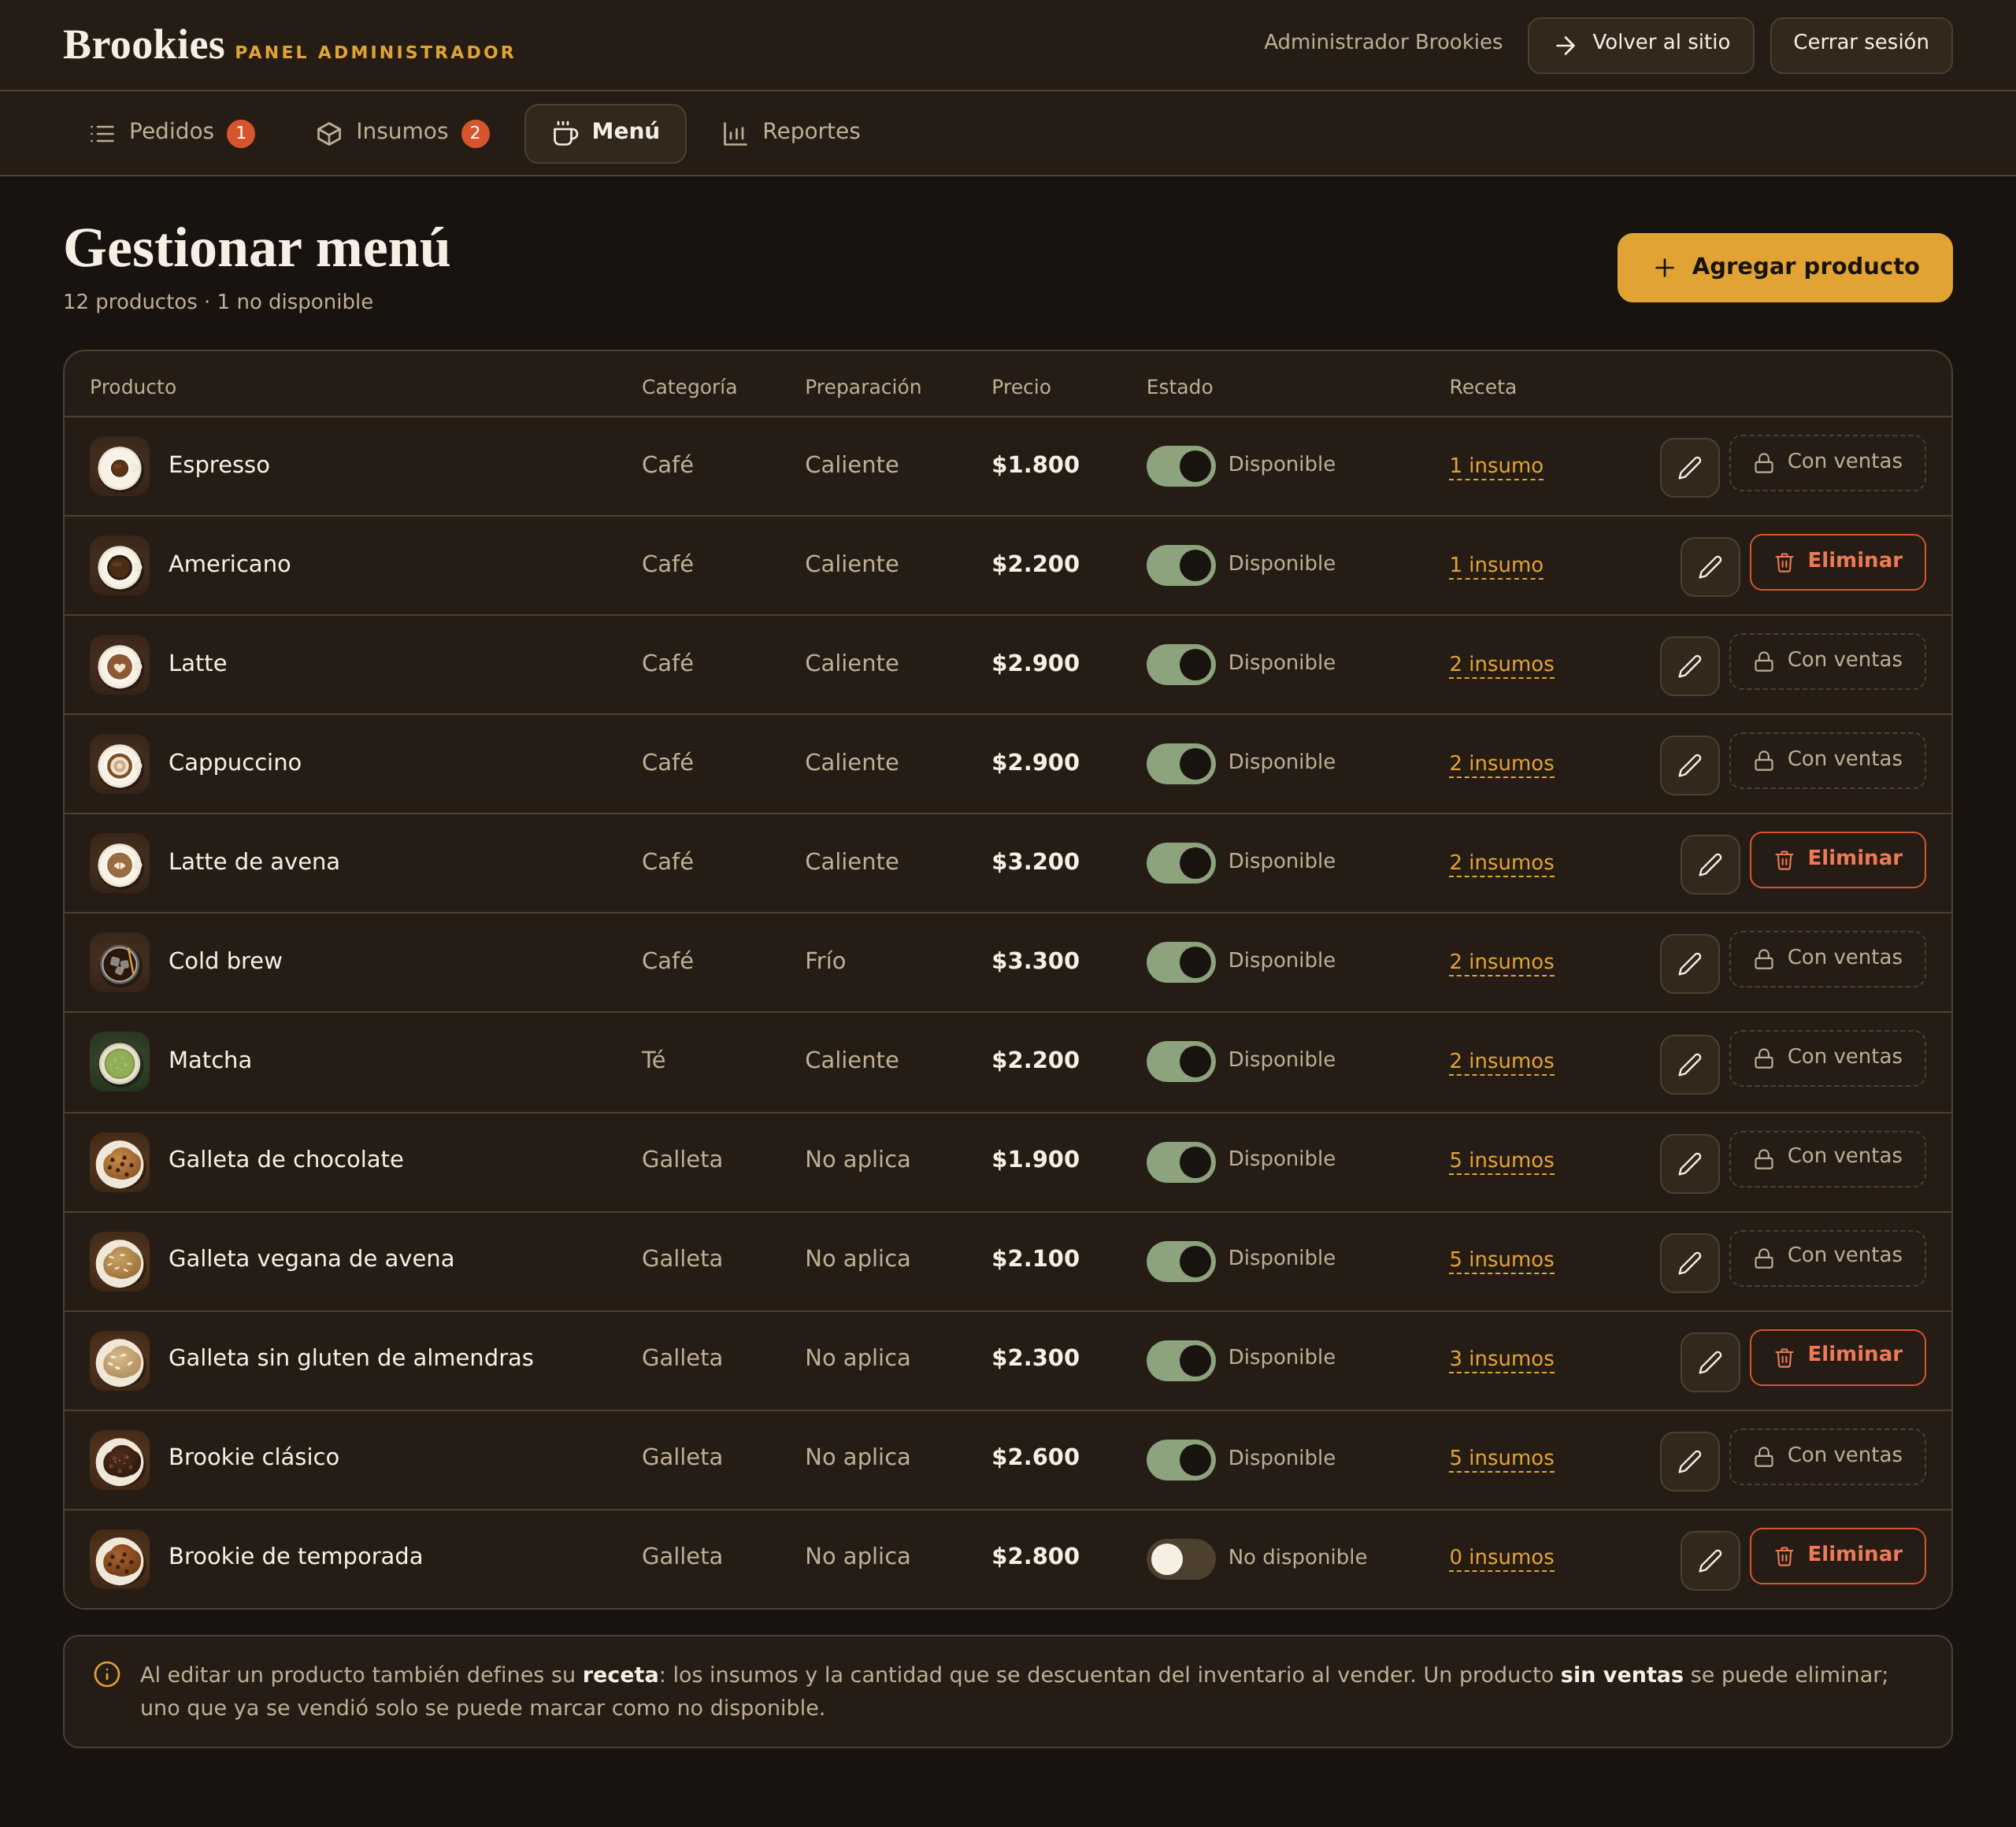 Brookies PANEL ADMINISTRADOR
Administrador Brookies
Volver al sitio
Cerrar sesión
Pedidos 1
Insumos 2
Menú
Reportes
Gestionar menú
12 productos · 1 no disponible
Agregar producto
Producto Categoría Preparación Precio Estado Receta
Espresso Café Caliente $1.800 Disponible 1 insumo Con ventas
Americano Café Caliente $2.200 Disponible 1 insumo Eliminar
Latte Café Caliente $2.900 Disponible 2 insumos Con ventas
Cappuccino Café Caliente $2.900 Disponible 2 insumos Con ventas
Latte de avena Café Caliente $3.200 Disponible 2 insumos Eliminar
Cold brew Café Frío $3.300 Disponible 2 insumos Con ventas
Matcha Té Caliente $2.200 Disponible 2 insumos Con ventas
Galleta de chocolate Galleta No aplica $1.900 Disponible 5 insumos Con ventas
Galleta vegana de avena Galleta No aplica $2.100 Disponible 5 insumos Con ventas
Galleta sin gluten de almendras Galleta No aplica $2.300 Disponible 3 insumos Eliminar
Brookie clásico Galleta No aplica $2.600 Disponible 5 insumos Con ventas
Brookie de temporada Galleta No aplica $2.800 No disponible 0 insumos Eliminar
Al editar un producto también defines su receta: los insumos y la cantidad que se descuentan del inventario al vender. Un producto sin ventas se puede eliminar;
uno que ya se vendió solo se puede marcar como no disponible.